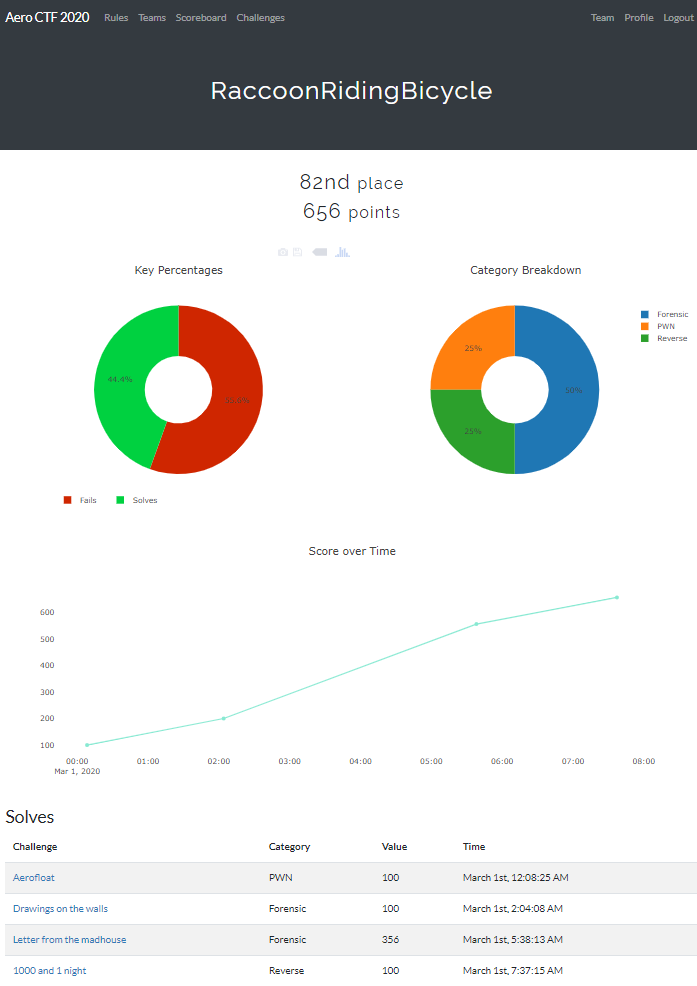 Aero CTF 2020 Rules Teams Scoreboard Challenges Team Profile Logout
RaccoonRidingBicycle
82nd place
656 points
Key Percentages
Category Breakdown
44.4%
55.6%
Fails Solves
25%
50%
25%
Forensic
PWN
Reverse
Score over Time
600
500
400
300
200
100
00:00 01:00 02:00 03:00 04:00 05:00 06:00 07:00 08:00
Mar 1, 2020
Solves
Challenge Category Value Time
Aerofloat PWN 100 March 1st, 12:08:25 AM
Drawings on the walls Forensic 100 March 1st, 2:04:08 AM
Letter from the madhouse Forensic 356 March 1st, 5:38:13 AM
1000 and 1 night Reverse 100 March 1st, 7:37:15 AM